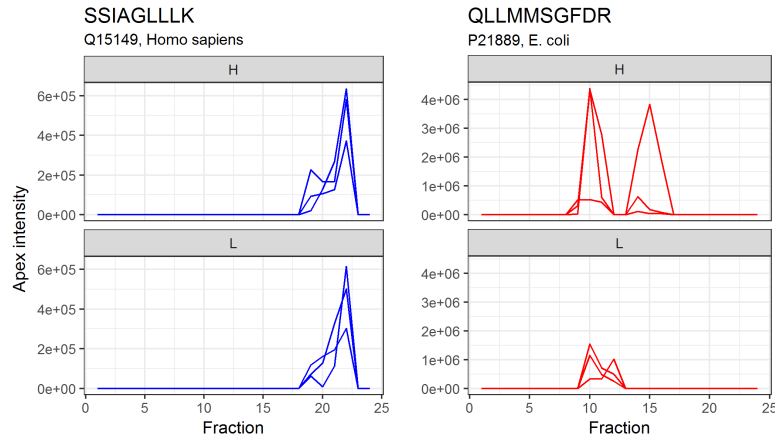 SSIAGLLLK
Q15149, Homo sapiens
H
6e+05
4e+05
2e+05
0e+00
L
6e+05
4e+05
2e+05
0e+00
0 5 10 15 20 25
Fraction
Apex intensity
QLLMMSGFDR
P21889, E. coli
H
4e+06
3e+06
2e+06
1e+06
0e+00
L
4e+06
3e+06
2e+06
1e+06
0e+00
0 5 10 15 20 25
Fraction